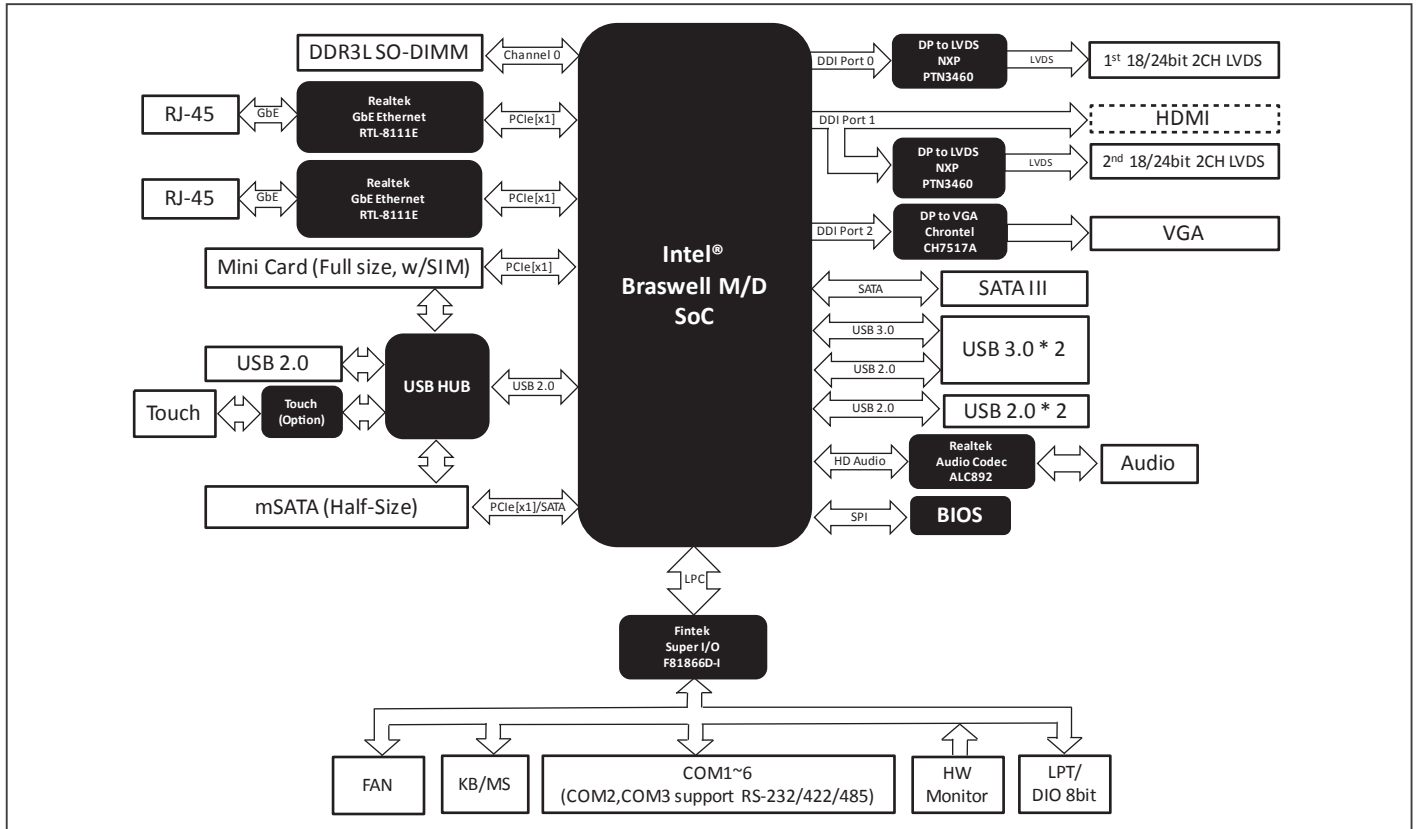 DDR3L SO-DIMM
Channel 0
RJ-45
GbE
Realtek
GbE Ethernet
RTL-8111E
PCIe[x1]
RJ-45
GbE
Realtek
GbE Ethernet
RTL-8111E
PCIe[x1]
Mini Card (Full size, w/SIM)
PCIe[x1]
USB 2.0
Touch
Touch
(Option)
USB HUB
USB 2.0
mSATA (Half-Size)
PCIe[x1]/SATA
Intel®
Braswell M/D
SoC
DDI Port 0
DP to LVDS
NXP
PTN3460
LVDS
1st 18/24bit 2CH LVDS
DDI Port 1
HDMI
DP to LVDS
NXP
PTN3460
LVDS
2nd 18/24bit 2CH LVDS
DDI Port 2
DP to VGA
Chrontel
CH7517A
VGA
SATA
SATA III
USB 3.0
USB 2.0
USB 3.0 * 2
USB 2.0
USB 2.0 * 2
HD Audio
Realtek
Audio Codec
ALC892
Audio
SPI
BIOS
LPC
Fintek
Super I/O
F81866D-I
FAN
KB/MS
COM1~6
(COM2,COM3 support RS-232/422/485)
HW
Monitor
LPT/
DIO 8bit